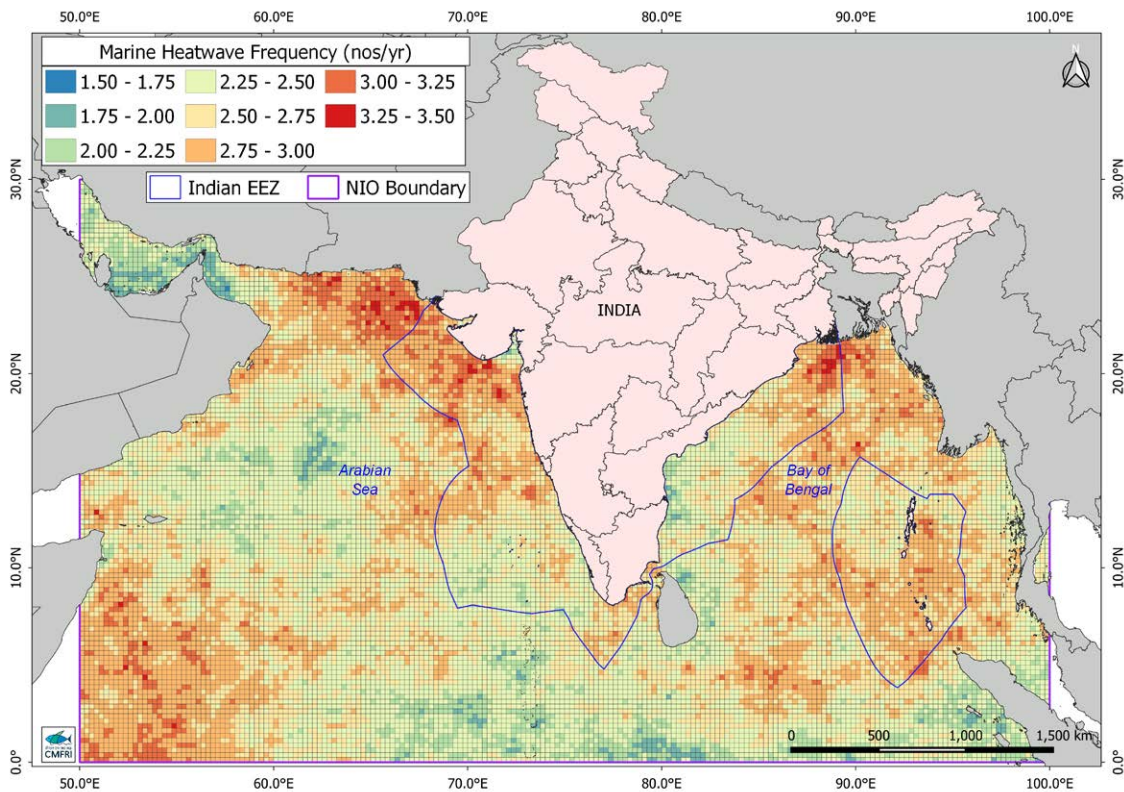 50.0°E 60.0°E 70.0°E 80.0°E 90.0°E 100.0°E
Marine Heatwave Frequency (nos/yr)
1.50 - 1.75 2.25 - 2.50 3.00 - 3.25
1.75 - 2.00 2.50 - 2.75 3.25 - 3.50
2.00 - 2.25 2.75 - 3.00
Indian EEZ NIO Boundary
N
30.0°N 30.0°N
INDIA
20.0°N 20.0°N
Arabian
Sea
Bay of
Bengal
10.0°N 10.0°N
CMFRI
0 500 1,000 1,500 km
0.0° 0.0°
50.0°E 60.0°E 70.0°E 80.0°E 90.0°E 100.0°E